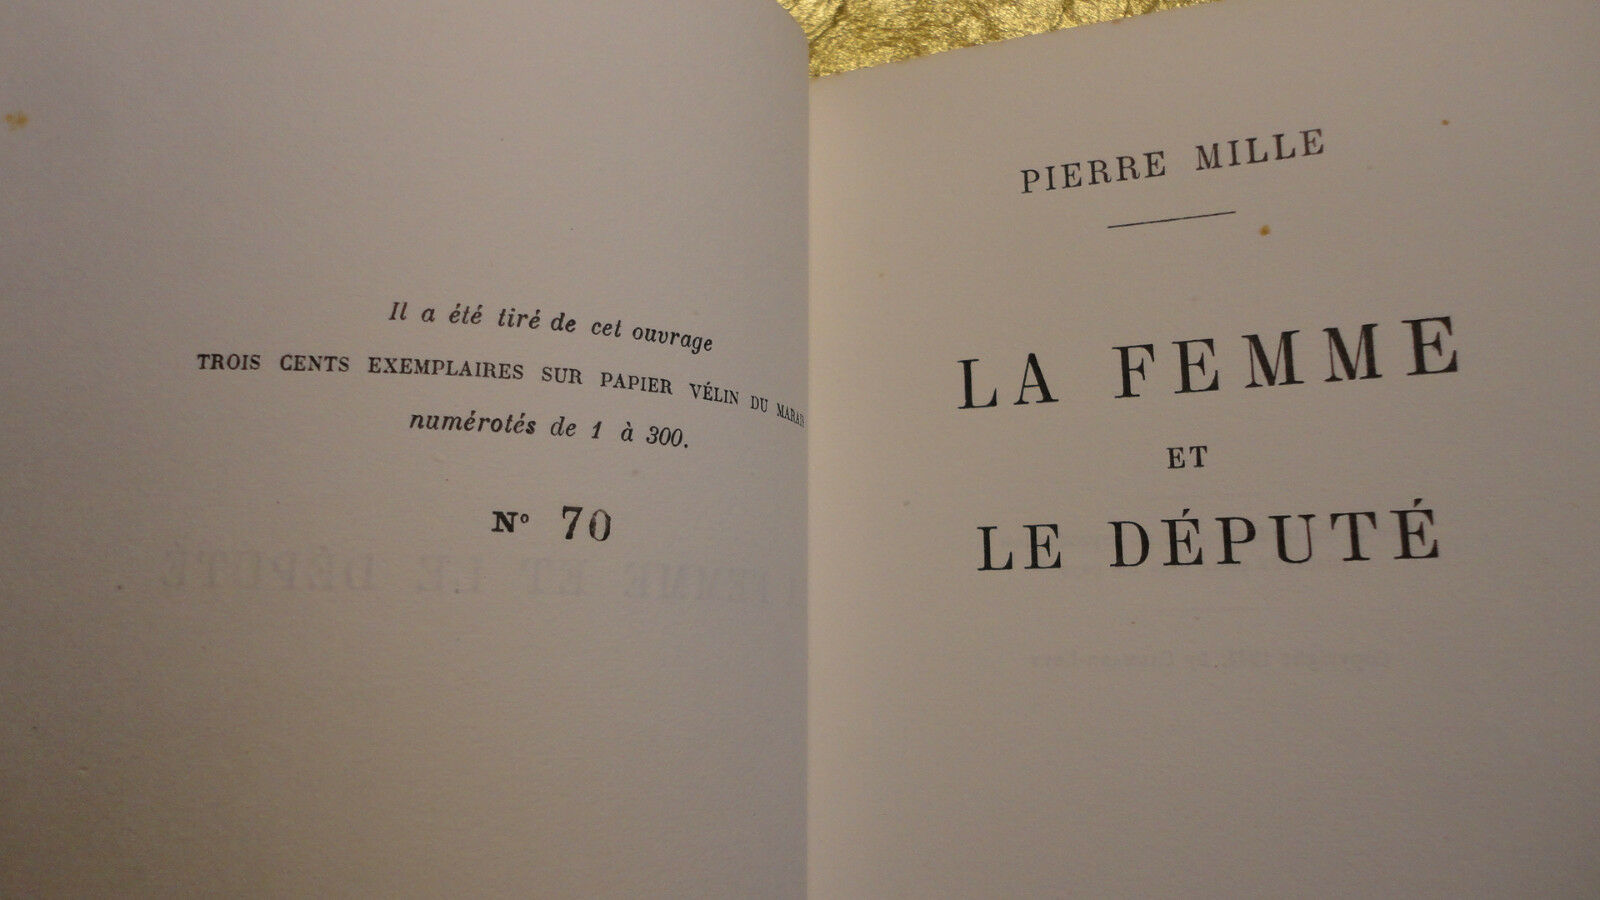 Il a été tiré de cet ouvrage
TROIS CENTS EXEMPLAIRES SUR PAPIER VÉLIN DU MARAIS
numérotés de 1 à 300.
N° 70
PIERRE MILLE
LA FEMME
ET
LE DÉPUTÉ